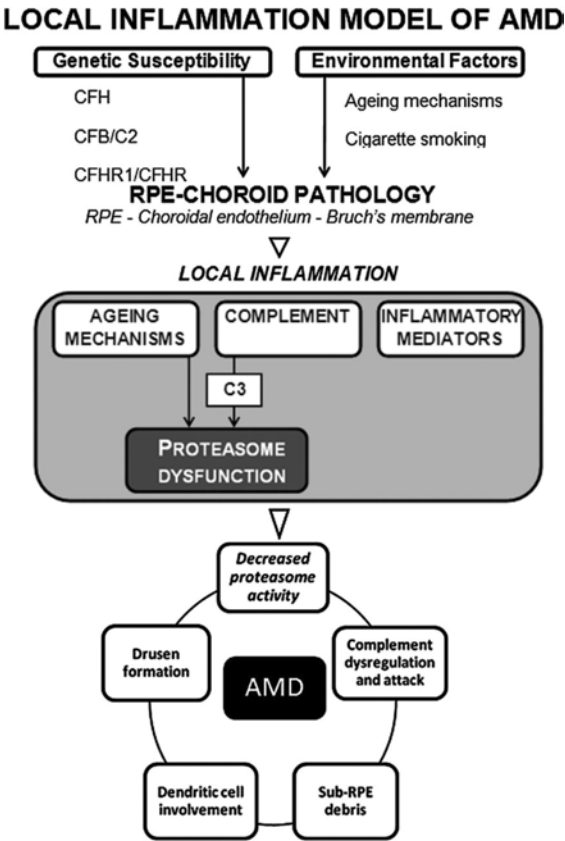 LOCAL INFLAMMATION MODEL OF AMD
Genetic Susceptibility
Environmental Factors
CFH
CFB/C2
CFHR1/CFHR
Ageing mechanisms
Cigarette smoking
RPE-CHOROID PATHOLOGY
RPE - Choroidal endothelium - Bruch's membrane
LOCAL INFLAMMATION
AGEING
MECHANISMS
COMPLEMENT
INFLAMMATORY
MEDIATORS
C3
PROTEASOME
DYSFUNCTION
Decreased
proteasome
activity
Complement
dysregulation
and attack
Sub-RPE
debris
Dendritic cell
involvement
Drusen
formation
AMD